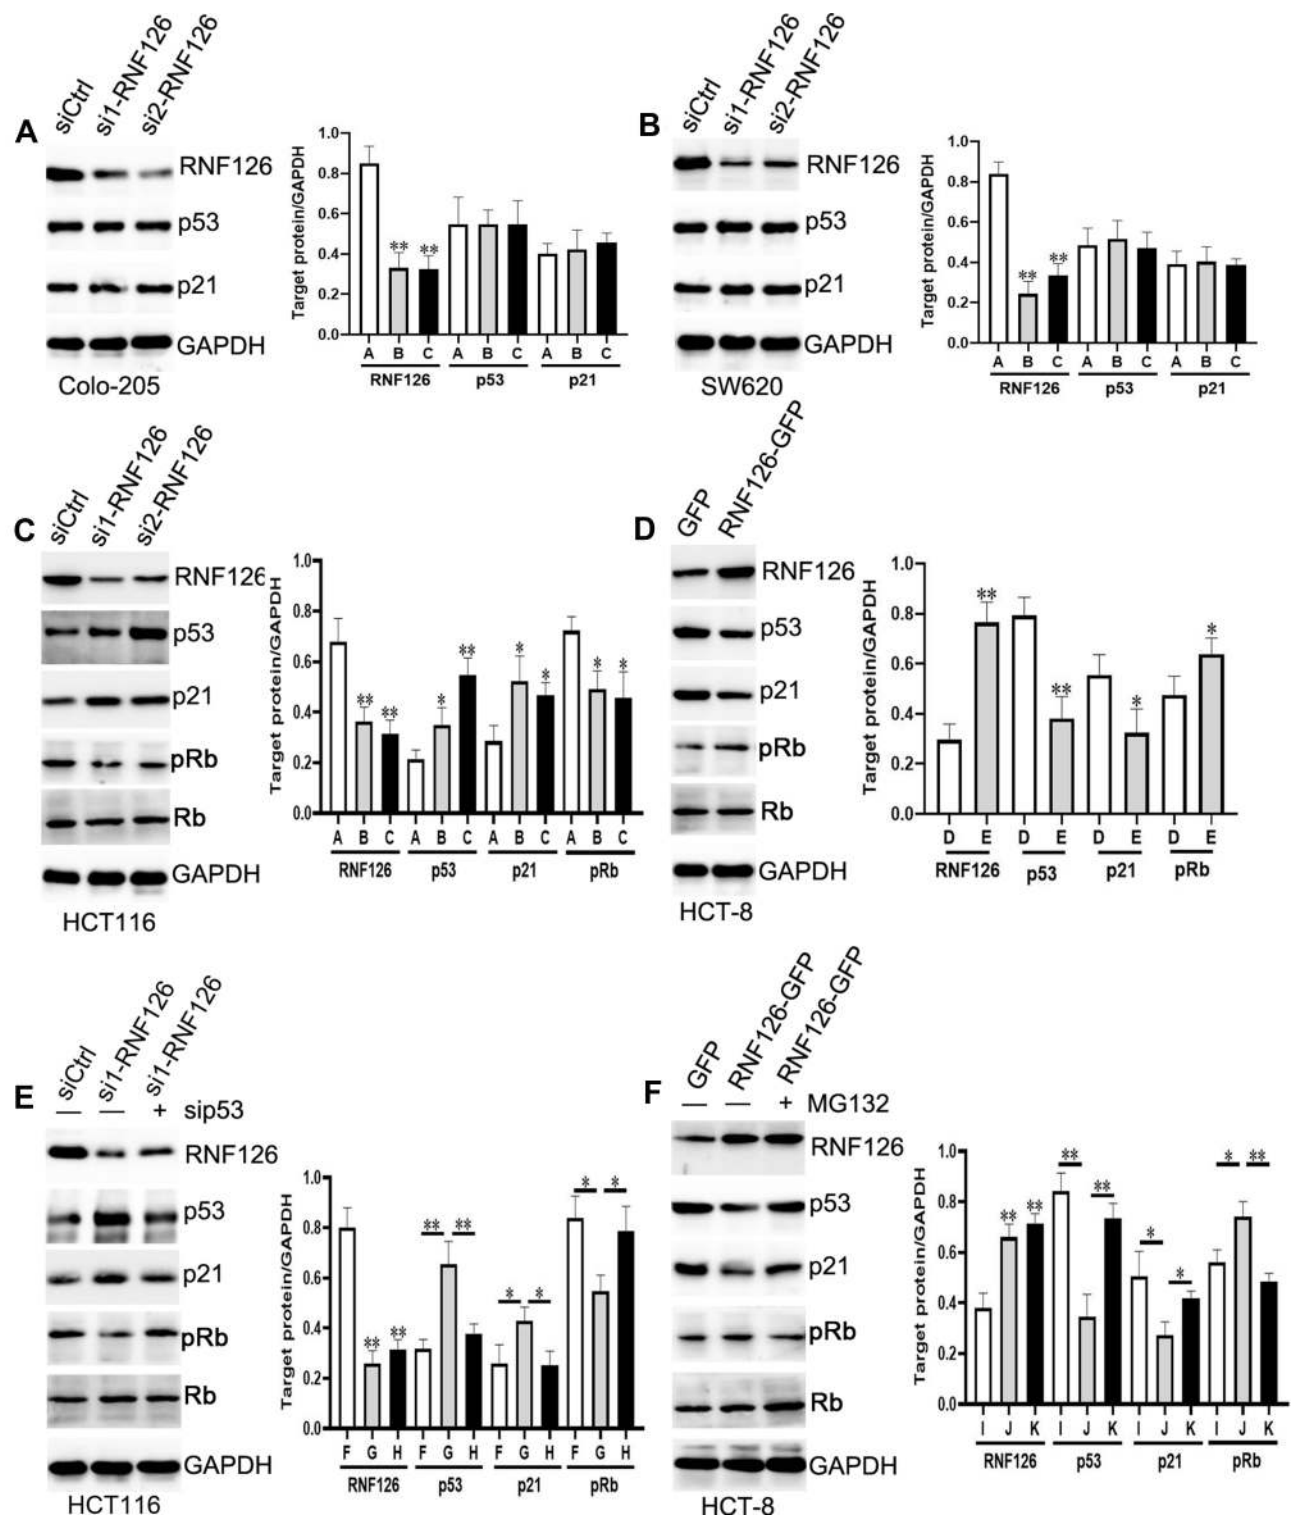 A
siCtrl
si1-RNF126
si2-RNF126
RNF126
p53
p21
GAPDH
Colo-205
Target protein/GAPDH
1.0
0.8
0.6
0.4
0.2
0.0
** **
A B C A B C A B C
RNF126 p53 p21
B
siCtrl
si1-RNF126
si2-RNF126
RNF126
p53
p21
GAPDH
SW620
Target protein/GAPDH
1.0
0.8
0.6
0.4
0.2
0.0
** **
A B C A B C A B C
RNF126 p53 p21
C
siCtrl
si1-RNF126
si2-RNF126
RNF126
p53
p21
pRb
Rb
GAPDH
HCT116
Target protein/GAPDH
1.0
0.8
0.6
0.4
0.2
0.0
** ** * ** * * * *
A B C A B C A B C A B C
RNF126 p53 p21 pRb
D
GFP
RNF126-GFP
RNF126
p53
p21
pRb
Rb
GAPDH
HCT-8
Target protein/GAPDH
1.0
0.8
0.6
0.4
0.2
0.0
** ** * *
D E D E D E D E
RNF126 p53 p21 pRb
E
siCtrl
si1-RNF126
si1-RNF126
— — + sip53
RNF126
p53
p21
pRb
Rb
GAPDH
HCT116
Target protein/GAPDH
1.0
0.8
0.6
0.4
0.2
0.0
** ** ** ** * * * *
F G H F G H F G H F G H
RNF126 p53 p21 pRb
F
GFP
RNF126-GFP
RNF126-GFP
— — + MG132
RNF126
p53
p21
pRb
Rb
GAPDH
HCT-8
Target protein/GAPDH
1.0
0.8
0.6
0.4
0.2
0.0
** ** ** ** * * * **
I J K I J K I J K I J K
RNF126 p53 p21 pRb